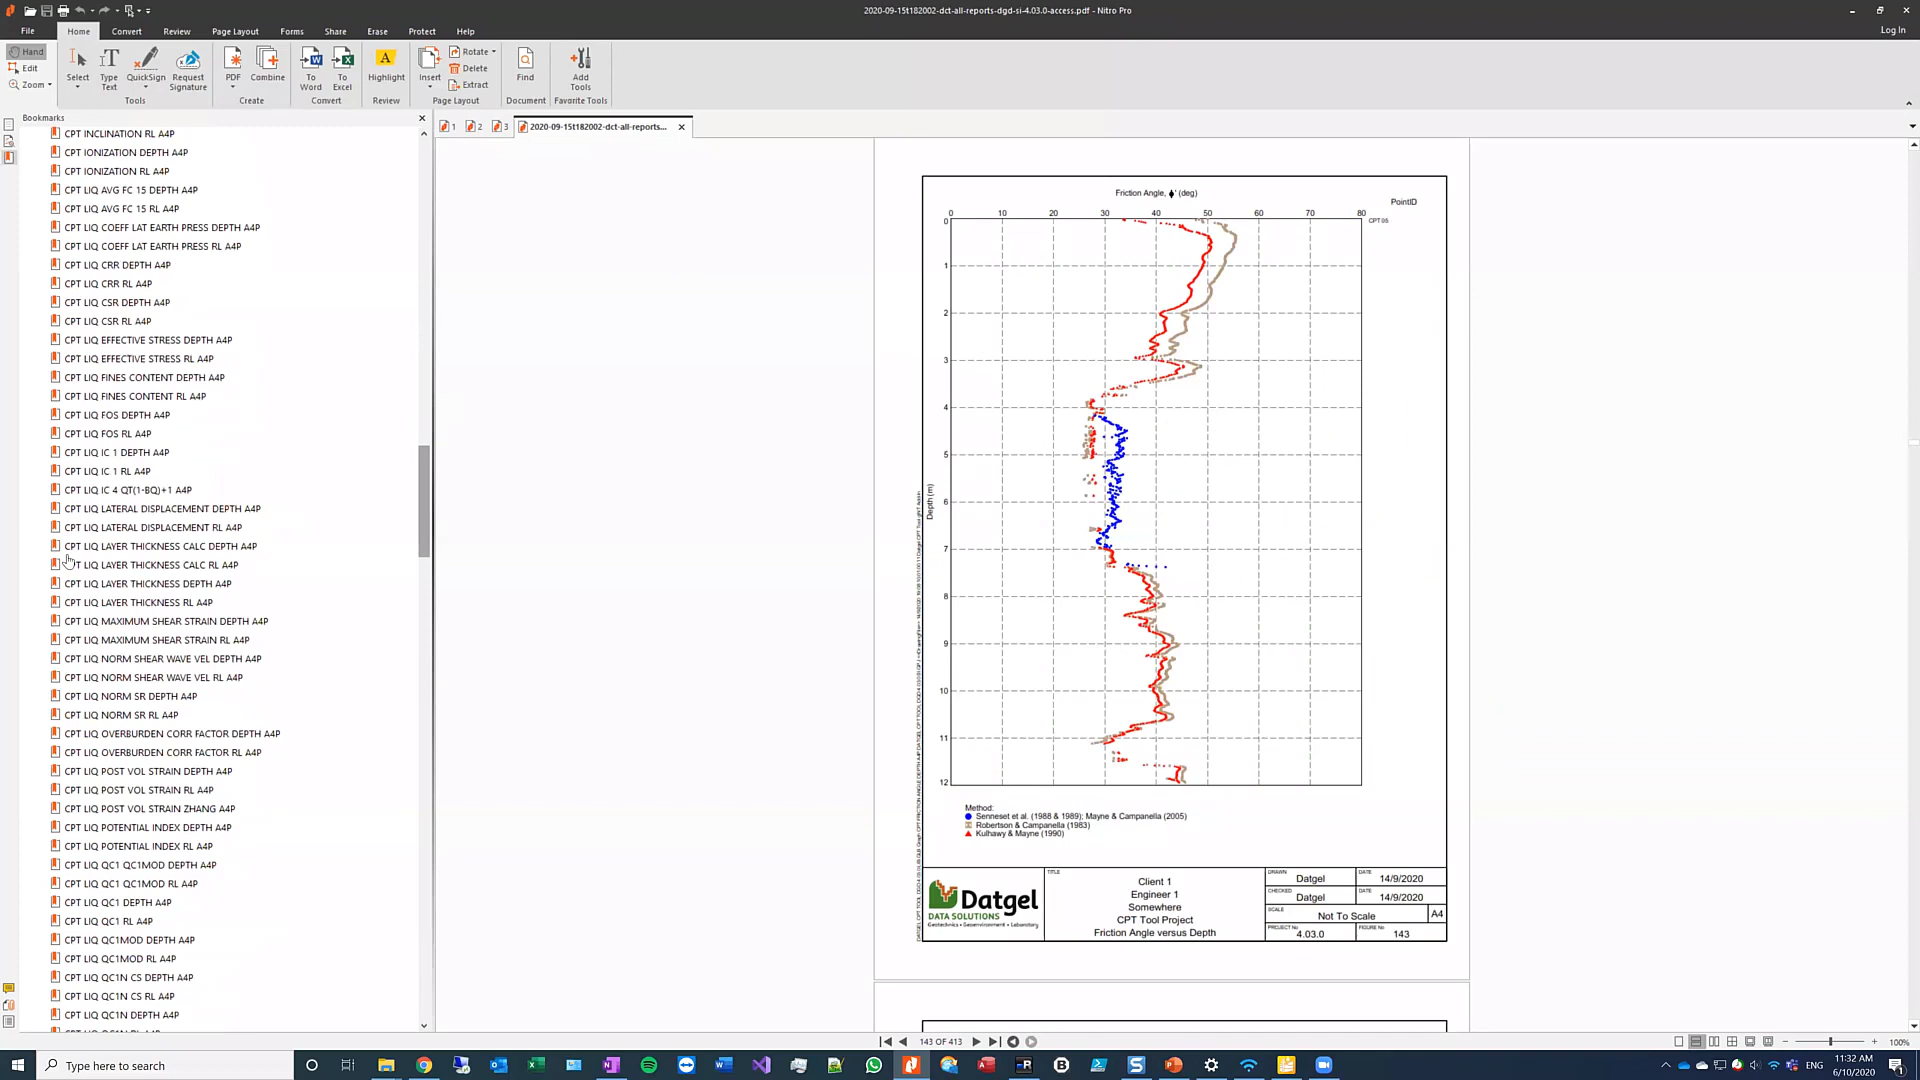 2020-09-15t182002-dct-all-reports-dgd-si-4.03.0-access.pdf - Nitro Pro
File Home Convert Review Page Layout Forms Share Erase Protect Help
Log In
Hand
Edit
Zoom
Select
Type Text
QuickSign
Request Signature
Tools
PDF
Combine
Create
To Word
To Excel
Convert
Highlight
Review
Insert
Rotate
Delete
Extract
Page Layout
Find
Document
Add Tools
Favorite Tools
Bookmarks
1
2
3
2020-09-15t182002-dct-all-reports...
CPT INCLINATION RL A4P
CPT IONIZATION DEPTH A4P
CPT IONIZATION RL A4P
CPT LIQ AVG FC 15 DEPTH A4P
CPT LIQ AVG FC 15 RL A4P
CPT LIQ COEFF LAT EARTH PRESS DEPTH A4P
CPT LIQ COEFF LAT EARTH PRESS RL A4P
CPT LIQ CRR DEPTH A4P
CPT LIQ CRR RL A4P
CPT LIQ CSR DEPTH A4P
CPT LIQ CSR RL A4P
CPT LIQ EFFECTIVE STRESS DEPTH A4P
CPT LIQ EFFECTIVE STRESS RL A4P
CPT LIQ FINES CONTENT DEPTH A4P
CPT LIQ FINES CONTENT RL A4P
CPT LIQ FOS DEPTH A4P
CPT LIQ FOS RL A4P
CPT LIQ IC 1 DEPTH A4P
CPT LIQ IC 1 RL A4P
CPT LIQ IC 4 QT(1-BQ)+1 A4P
CPT LIQ LATERAL DISPLACEMENT DEPTH A4P
CPT LIQ LATERAL DISPLACEMENT RL A4P
CPT LIQ LAYER THICKNESS CALC DEPTH A4P
CPT LIQ LAYER THICKNESS CALC RL A4P
CPT LIQ LAYER THICKNESS DEPTH A4P
CPT LIQ LAYER THICKNESS RL A4P
CPT LIQ MAXIMUM SHEAR STRAIN DEPTH A4P
CPT LIQ MAXIMUM SHEAR STRAIN RL A4P
CPT LIQ NORM SHEAR WAVE VEL DEPTH A4P
CPT LIQ NORM SHEAR WAVE VEL RL A4P
CPT LIQ NORM SR DEPTH A4P
CPT LIQ NORM SR RL A4P
CPT LIQ OVERBURDEN CORR FACTOR DEPTH A4P
CPT LIQ OVERBURDEN CORR FACTOR RL A4P
CPT LIQ POST VOL STRAIN DEPTH A4P
CPT LIQ POST VOL STRAIN RL A4P
CPT LIQ POST VOL STRAIN ZHANG A4P
CPT LIQ POTENTIAL INDEX DEPTH A4P
CPT LIQ POTENTIAL INDEX RL A4P
CPT LIQ QC1 QC1MOD DEPTH A4P
CPT LIQ QC1 QC1MOD RL A4P
CPT LIQ QC1 DEPTH A4P
CPT LIQ QC1 RL A4P
CPT LIQ QC1MOD DEPTH A4P
CPT LIQ QC1MOD RL A4P
CPT LIQ QC1N CS DEPTH A4P
CPT LIQ QC1N CS RL A4P
CPT LIQ QC1N DEPTH A4P
Friction Angle, ϕ' (deg)
PointID
0 10 20 30 40 50 60 70 80
CPT05
0
1
2
3
4
5
6
7
8
9
10
11
12
Depth (m)
Method:
Senneset et al. (1988 & 1989); Mayne & Campanella (2005)
Robertson & Campanella (1983)
Kulhawy & Mayne (1990)
Datgel
DATA SOLUTIONS
Geotechnics • Geoenvironment • Laboratory
TITLE
Client 1
Engineer 1
Somewhere
CPT Tool Project
Friction Angle versus Depth
DRAWN Datgel DATE 14/9/2020
CHECKED Datgel DATE 14/9/2020
SCALE Not To Scale A4
PROJECT No 4.03.0 FIGURE No 143
143 OF 413
100%
Type here to search
ENG
11:32 AM
6/10/2020